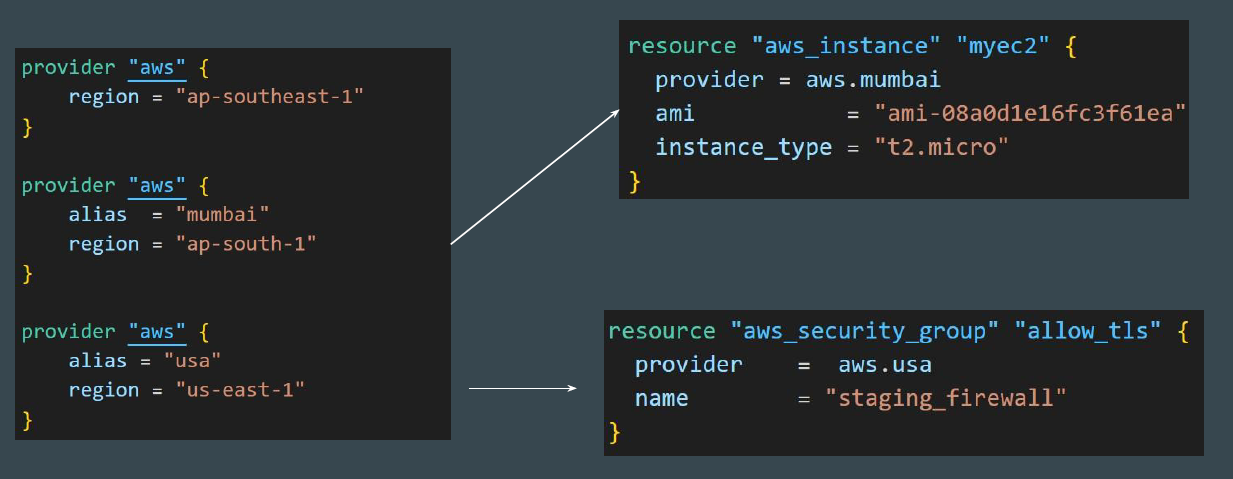 provider "aws" {
    region = "ap-southeast-1"
}
provider "aws" {
    alias  = "mumbai"
    region = "ap-south-1"
}
provider "aws" {
    alias = "usa"
    region = "us-east-1"
}
resource "aws_instance" "myec2" {
  provider = aws.mumbai
  ami           = "ami-08a0d1e16fc3f61ea"
  instance_type = "t2.micro"
}
resource "aws_security_group" "allow_tls" {
  provider    =  aws.usa
  name        = "staging_firewall"
}